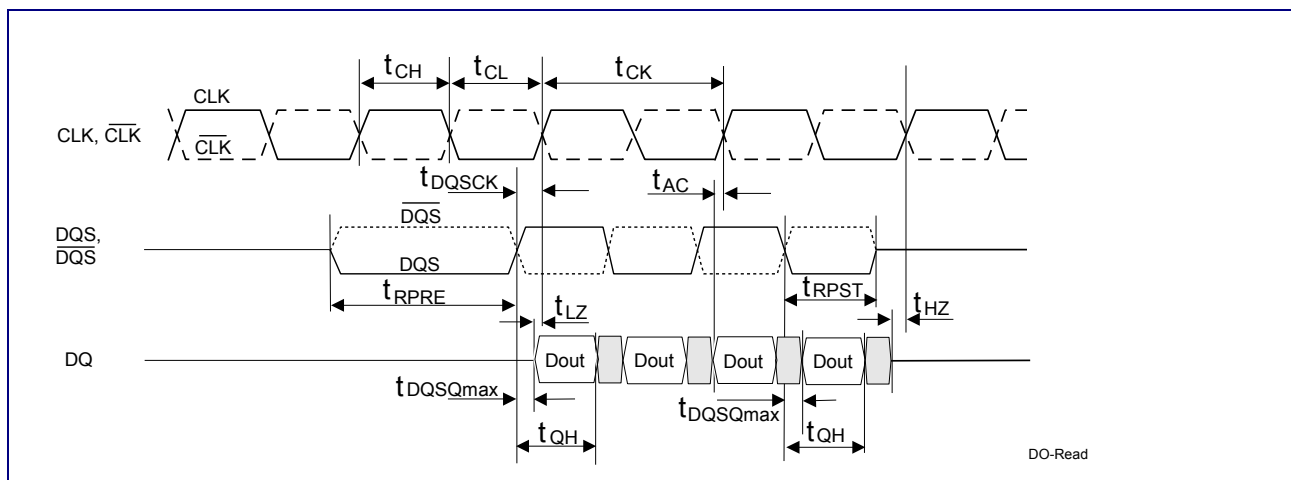 tCH tCL tCK
CLK
CLK, CLK
CLK
tDQSCK tAC
DQS
DQS,
DQS
DQS
tRPRE tLZ tRPST tHZ
DQ Dout Dout Dout Dout
tDQSQmax tDQSQmax
tQH tQH
DO-Read